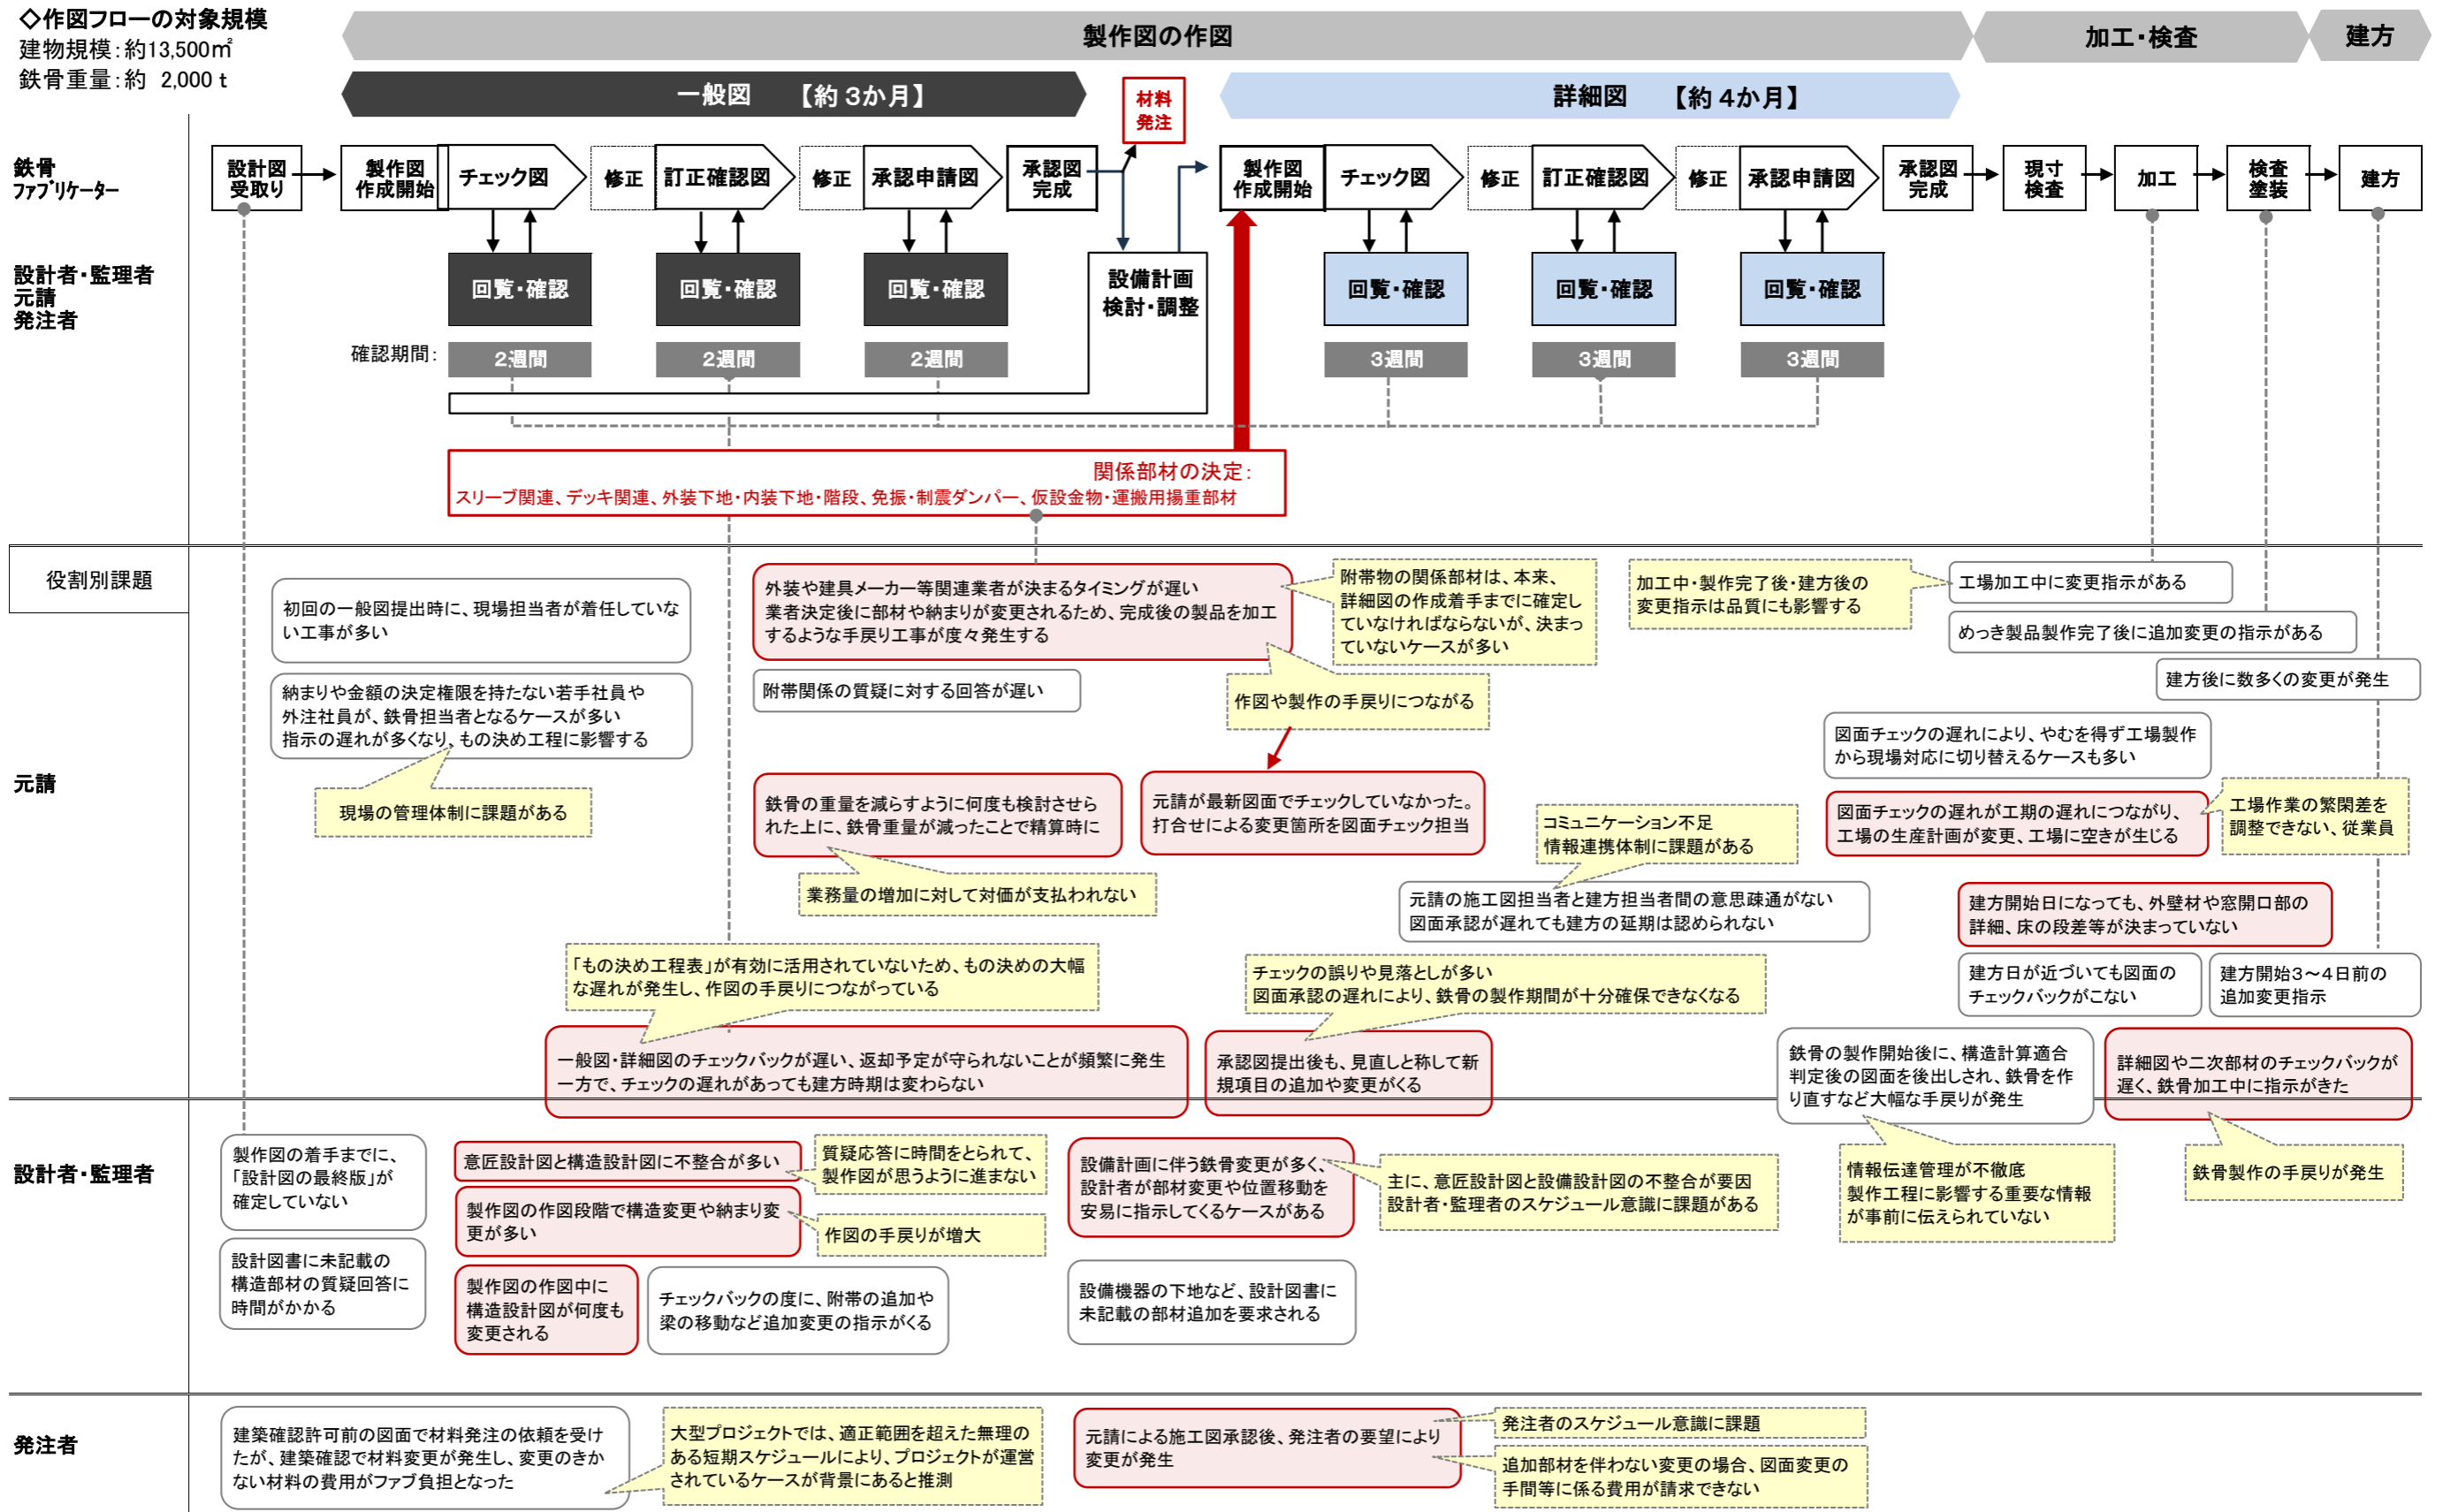 ◇作図フローの対象規模
建物規模：約13,500㎡
鉄骨重量：約 2,000 t
製作図の作図
加工・検査
建方
一般図 【約３か月】
材料
発注
詳細図 【約４か月】
鉄骨
ファブリケーター
設計図
受取り
製作図
作成開始
チェック図
修正
訂正確認図
修正
承認申請図
承認図
完成
製作図
作成開始
チェック図
修正
訂正確認図
修正
承認申請図
承認図
完成
現寸
検査
加工
検査
塗装
建方
設計者・監理者
元請
発注者
回覧・確認
回覧・確認
回覧・確認
設備計画
検討・調整
回覧・確認
回覧・確認
回覧・確認
確認期間：
２週間
２週間
２週間
３週間
３週間
３週間
関係部材の決定：
スリーブ関連、デッキ関連、外装下地・内装下地・階段、免振・制震ダンパー、仮設金物・運搬用揚重部材
役割別課題
元請
初回の一般図提出時に、現場担当者が着任していな
い工事が多い
納まりや金額の決定権限を持たない若手社員や
外注社員が、鉄骨担当者となるケースが多い
指示の遅れが多くなり、もの決め工程に影響する
現場の管理体制に課題がある
外装や建具メーカー等関連業者が決まるタイミングが遅い
業者決定後に部材や納まりが変更されるため、完成後の製品を加工
するような手戻り工事が度々発生する
附帯関係の質疑に対する回答が遅い
附帯物の関係部材は、本来、
詳細図の作成着手までに確定し
ていなければならないが、決まっ
ていないケースが多い
作図や製作の手戻りにつながる
加工中・製作完了後・建方後の
変更指示は品質にも影響する
工場加工中に変更指示がある
めっき製品製作完了後に追加変更の指示がある
建方後に数多くの変更が発生
図面チェックの遅れにより、やむを得ず工場製作
から現場対応に切り替えるケースも多い
鉄骨の重量を減らすように何度も検討させら
れた上に、鉄骨重量が減ったことで精算時に
業務量の増加に対して対価が支払われない
元請が最新図面でチェックしていなかった。
打合せによる変更箇所を図面チェック担当
コミュニケーション不足
情報連携体制に課題がある
元請の施工図担当者と建方担当者間の意思疎通がない
図面承認が遅れても建方の延期は認められない
図面チェックの遅れが工期の遅れにつながり、
工場の生産計画が変更、工場に空きが生じる
工場作業の繁閑差を
調整できない、従業員
建方開始日になっても、外壁材や窓開口部の
詳細、床の段差等が決まっていない
建方日が近づいても図面の
チェックバックがこない
建方開始３～４日前の
追加変更指示
「もの決め工程表」が有効に活用されていないため、もの決めの大幅
な遅れが発生し、作図の手戻りにつながっている
一般図・詳細図のチェックバックが遅い、返却予定が守られないことが頻繁に発生
一方で、チェックの遅れがあっても建方時期は変わらない
チェックの誤りや見落としが多い
図面承認の遅れにより、鉄骨の製作期間が十分確保できなくなる
承認図提出後も、見直しと称して新
規項目の追加や変更がくる
鉄骨の製作開始後に、構造計算適合
判定後の図面を後出しされ、鉄骨を作
り直すなど大幅な手戻りが発生
詳細図や二次部材のチェックバックが
遅く、鉄骨加工中に指示がきた
設計者・監理者
製作図の着手までに、
「設計図の最終版」が
確定していない
設計図書に未記載の
構造部材の質疑回答に
時間がかかる
意匠設計図と構造設計図に不整合が多い
質疑応答に時間をとられて、
製作図が思うように進まない
製作図の作図段階で構造変更や納まり変
更が多い
作図の手戻りが増大
製作図の作図中に
構造設計図が何度も
変更される
チェックバックの度に、附帯の追加や
梁の移動など追加変更の指示がくる
設備計画に伴う鉄骨変更が多く、
設計者が部材変更や位置移動を
安易に指示してくるケースがある
主に、意匠設計図と設備設計図の不整合が要因
設計者・監理者のスケジュール意識に課題がある
設備機器の下地など、設計図書に
未記載の部材追加を要求される
情報伝達管理が不徹底
製作工程に影響する重要な情報
が事前に伝えられていない
鉄骨製作の手戻りが発生
発注者
建築確認許可前の図面で材料発注の依頼を受け
たが、建築確認で材料変更が発生し、変更のきか
ない材料の費用がファブ負担となった
大型プロジェクトでは、適正範囲を超えた無理の
ある短期スケジュールにより、プロジェクトが運営
されているケースが背景にあると推測
元請による施工図承認後、発注者の要望により
変更が発生
発注者のスケジュール意識に課題
追加部材を伴わない変更の場合、図面変更の
手間等に係る費用が請求できない